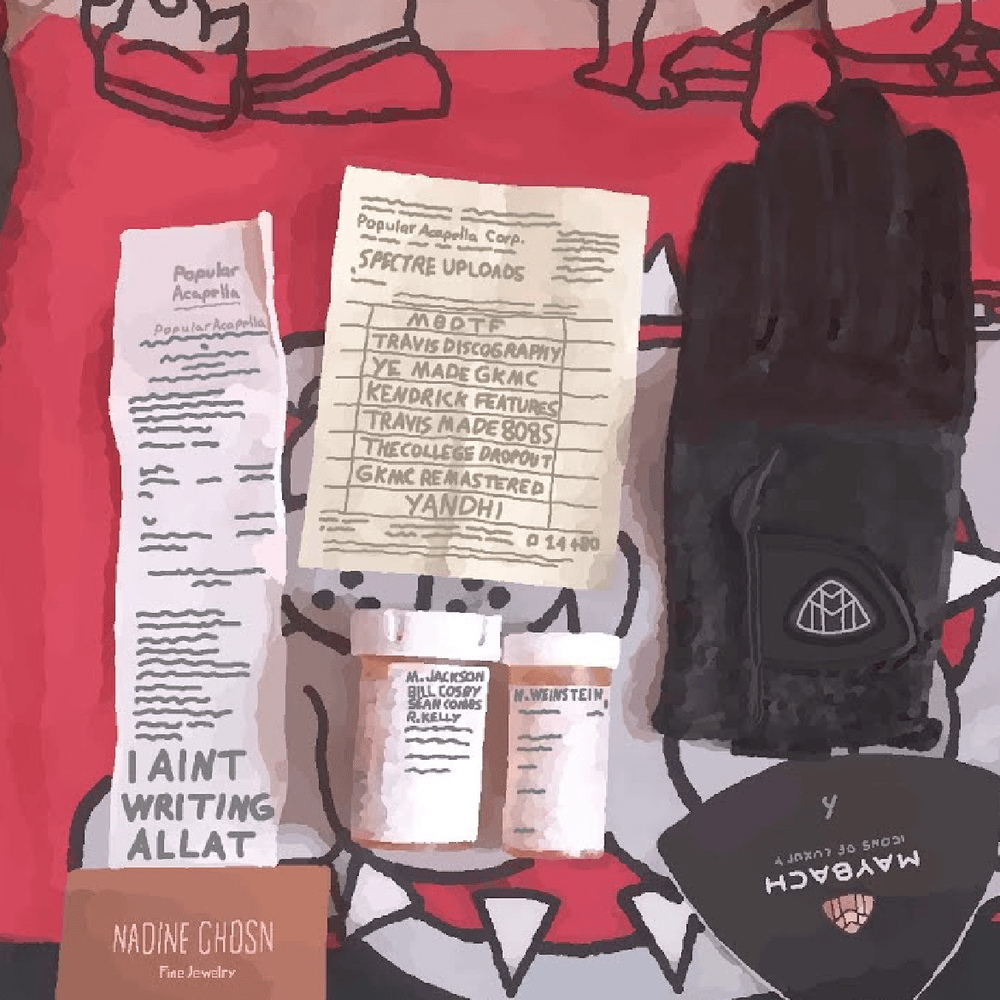 Popular
Acapella
Popular Acapella
I AINT
WRITING
ALLAT
NADINE GHOSN
Fine Jewelry
Popular Acapella Corp.
SPECTRE UPLOADS
MBDTF
TRAVIS DISCOGRAPHY
YE MADE GKMC
KENDRICK FEATURES
TRAVIS MADE 808S
THE COLLEGE DROPOUT
GKMC REMASTERED
YANDHI
M. JACKSON
BILL COSBY
SEAN COMBS
R. KELLY
H. WEINSTEIN
MAYBACH
ICONS OF LUXURY